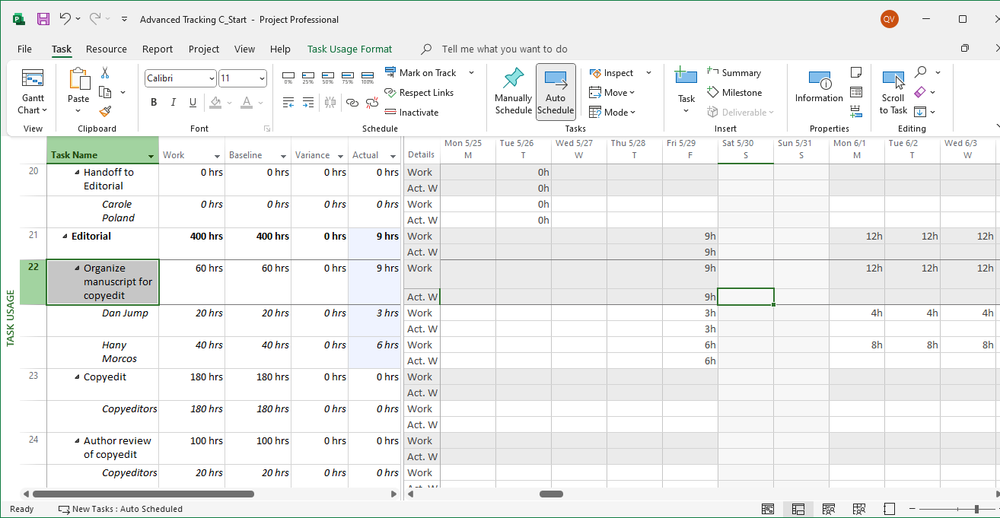 Advanced Tracking C_Start - Project Professional
QV
File Task Resource Report Project View Help Task Usage Format Tell me what you want to do
Gantt Chart
View
Paste
Clipboard
Calibri 11
B I U A
Font
0% 25% 50% 75% 100%
Mark on Track
Respect Links
Inactivate
Schedule
Manually Schedule
Auto Schedule
Inspect
Move
Mode
Tasks
Task
Summary
Milestone
Deliverable
Insert
Information
Properties
Scroll to Task
Editing
Mon 5/25 Tue 5/26 Wed 5/27 Thu 5/28 Fri 5/29 Sat 5/30 Sun 5/31 Mon 6/1 Tue 6/2 Wed 6/3
Task Name Work Baseline Variance Actual Details M T W T F S S M T W
20 Handoff to Editorial 0 hrs 0 hrs 0 hrs 0 hrs Work 0h
Act. W 0h
Carole Poland 0 hrs 0 hrs 0 hrs 0 hrs Work 0h
Act. W 0h
21 Editorial 400 hrs 400 hrs 0 hrs 9 hrs Work 9h 12h 12h 12h
Act. W 9h
22 Organize manuscript for copyedit 60 hrs 60 hrs 0 hrs 9 hrs Work 9h 12h 12h 12h
Act. W 9h
Dan Jump 20 hrs 20 hrs 0 hrs 3 hrs Work 3h 4h 4h 4h
Act. W 3h
Hany Morcos 40 hrs 40 hrs 0 hrs 6 hrs Work 6h 8h 8h 8h
Act. W 6h
23 Copyedit 180 hrs 180 hrs 0 hrs 0 hrs Work
Act. W
Copyeditors 180 hrs 180 hrs 0 hrs 0 hrs Work
Act. W
24 Author review of copyedit 100 hrs 100 hrs 0 hrs 0 hrs Work
Act. W
Copyeditors 20 hrs 20 hrs 0 hrs 0 hrs Work
TASK USAGE
Ready New Tasks : Auto Scheduled